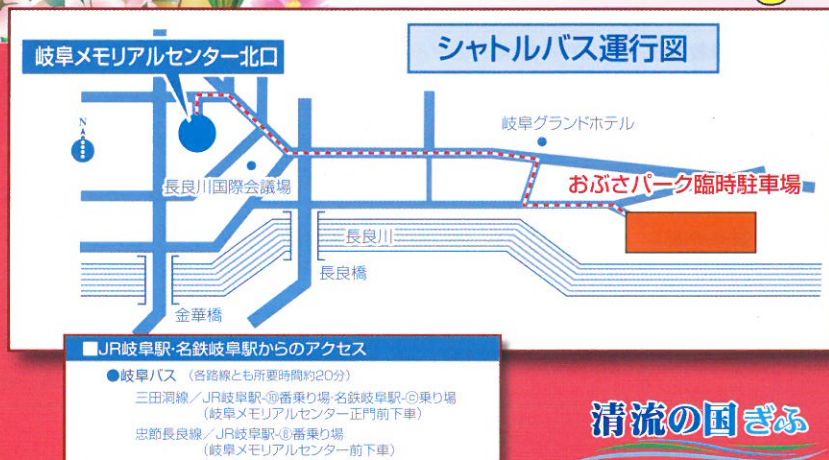 シャトルバス運行図
岐阜メモリアルセンター北口
N
岐阜グランドホテル
長良川国際会議場
おぶさパーク臨時駐車場
長良川
長良橋
金華橋
■JR岐阜駅・名鉄岐阜駅からのアクセス
●岐阜バス (各路線とも所要時間約20分)
三田洞線/JR岐阜駅-⑩番乗り場・名鉄岐阜駅-Ⓒ乗り場
(岐阜メモリアルセンター正門前下車)
忠節長良線/JR岐阜駅-⑧番乗り場
(岐阜メモリアルセンター前下車)
清流の国ぎふ